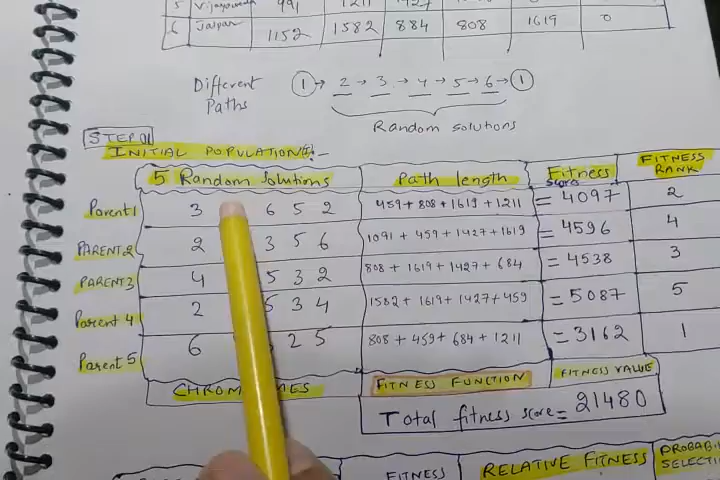 5 991 1211 1427
6 Jaipur 1152 1582 884 808 1619 0
Different Paths ① → 2 → 3 → 4 → 5 → 6 → ①
Random solutions
STEP 01
INITIAL POPULATION :-
5 Random Solutions Path length Fitness score FITNESS RANK
Parent1 3 6 5 2 459 + 808 + 1619 + 1211 = 4097 2
PARENT2 2 3 5 6 1091 + 459 + 1427 + 1619 = 4596 4
PARENT3 4 5 3 2 808 + 1619 + 1427 + 684 = 4538 3
Parent 4 2 5 3 4 1582 + 1619 + 1427 + 459 = 5087 5
Parent 5 6 2 5 808 + 459 + 684 + 1211 = 3162 1
FITNESS FUNCTION FITNESS VALUE
Total fitness score = 21480
FITNESS RELATIVE FITNESS